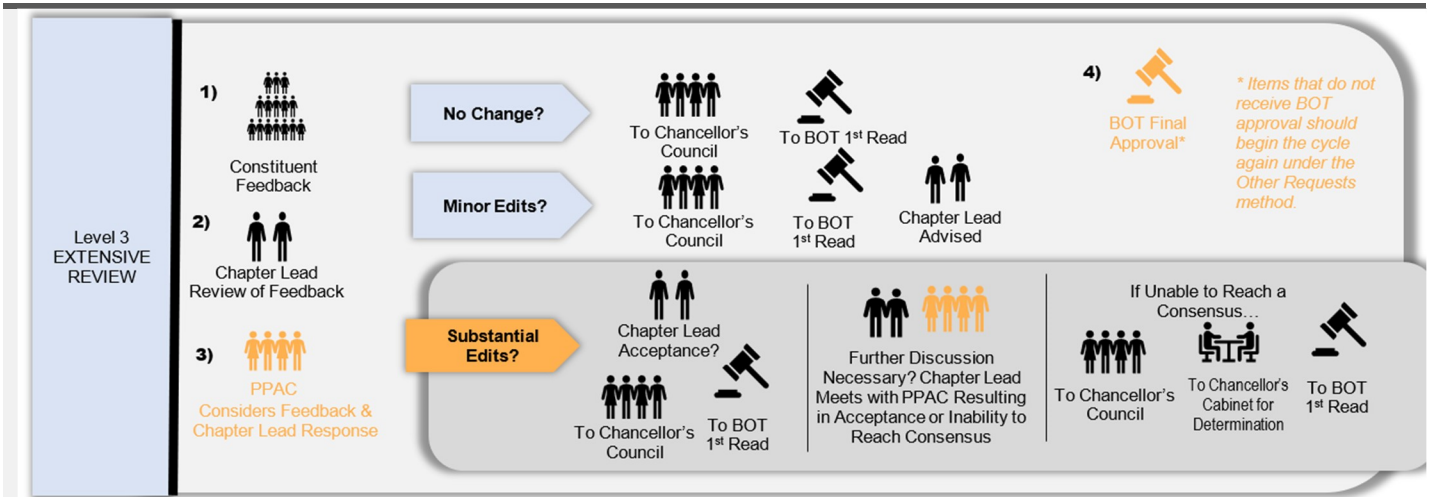 Level 3
EXTENSIVE
REVIEW
1)
Constituent
Feedback
2)
Chapter Lead
Review of Feedback
3)
PPAC
Considers Feedback &
Chapter Lead Response
No Change?
To Chancellor's
Council
To BOT 1st Read
Minor Edits?
To Chancellor's
Council
To BOT
1st Read
Chapter Lead
Advised
Substantial
Edits?
Chapter Lead
Acceptance?
To Chancellor's
Council
To BOT
1st Read
Further Discussion
Necessary? Chapter Lead
Meets with PPAC Resulting
in Acceptance or Inability to
Reach Consensus
If Unable to Reach a
Consensus…
To Chancellor's
Council
To Chancellor's
Cabinet for
Determination
To BOT
1st Read
4)
BOT Final
Approval*
* Items that do not
receive BOT
approval should
begin the cycle
again under the
Other Requests
method.